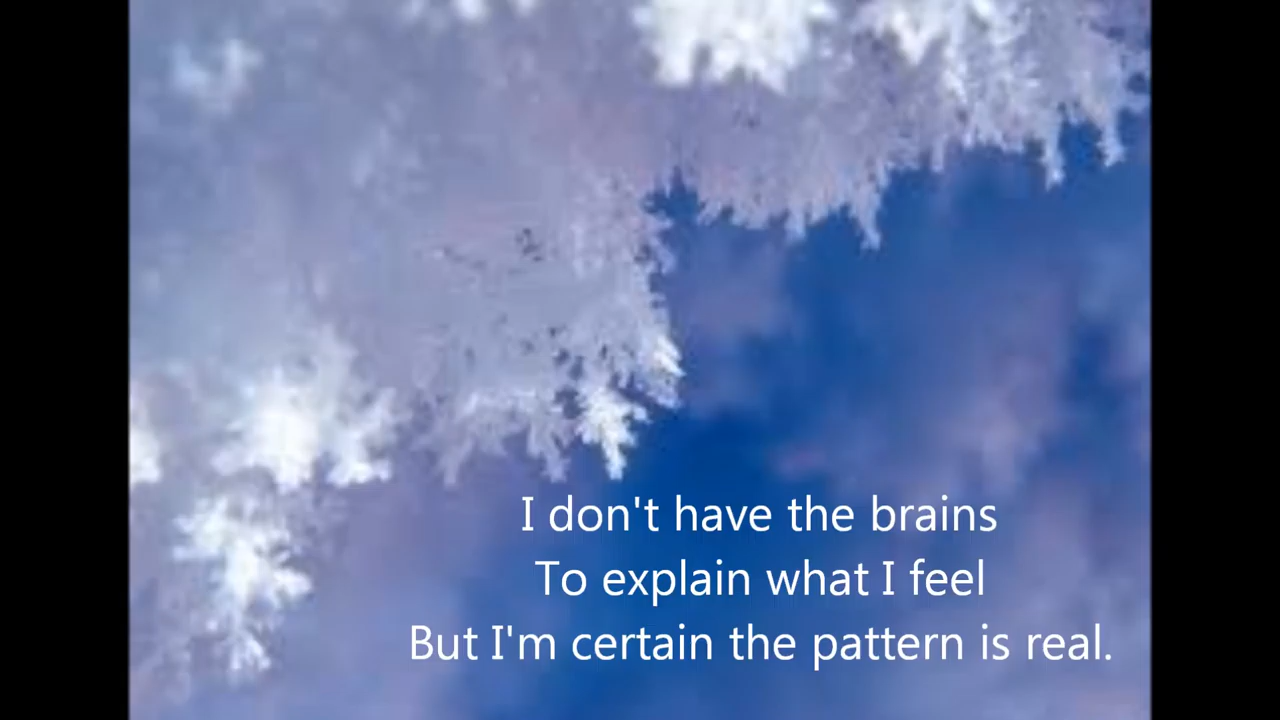 I don't have the brains
To explain what I feel
But I'm certain the pattern is real.